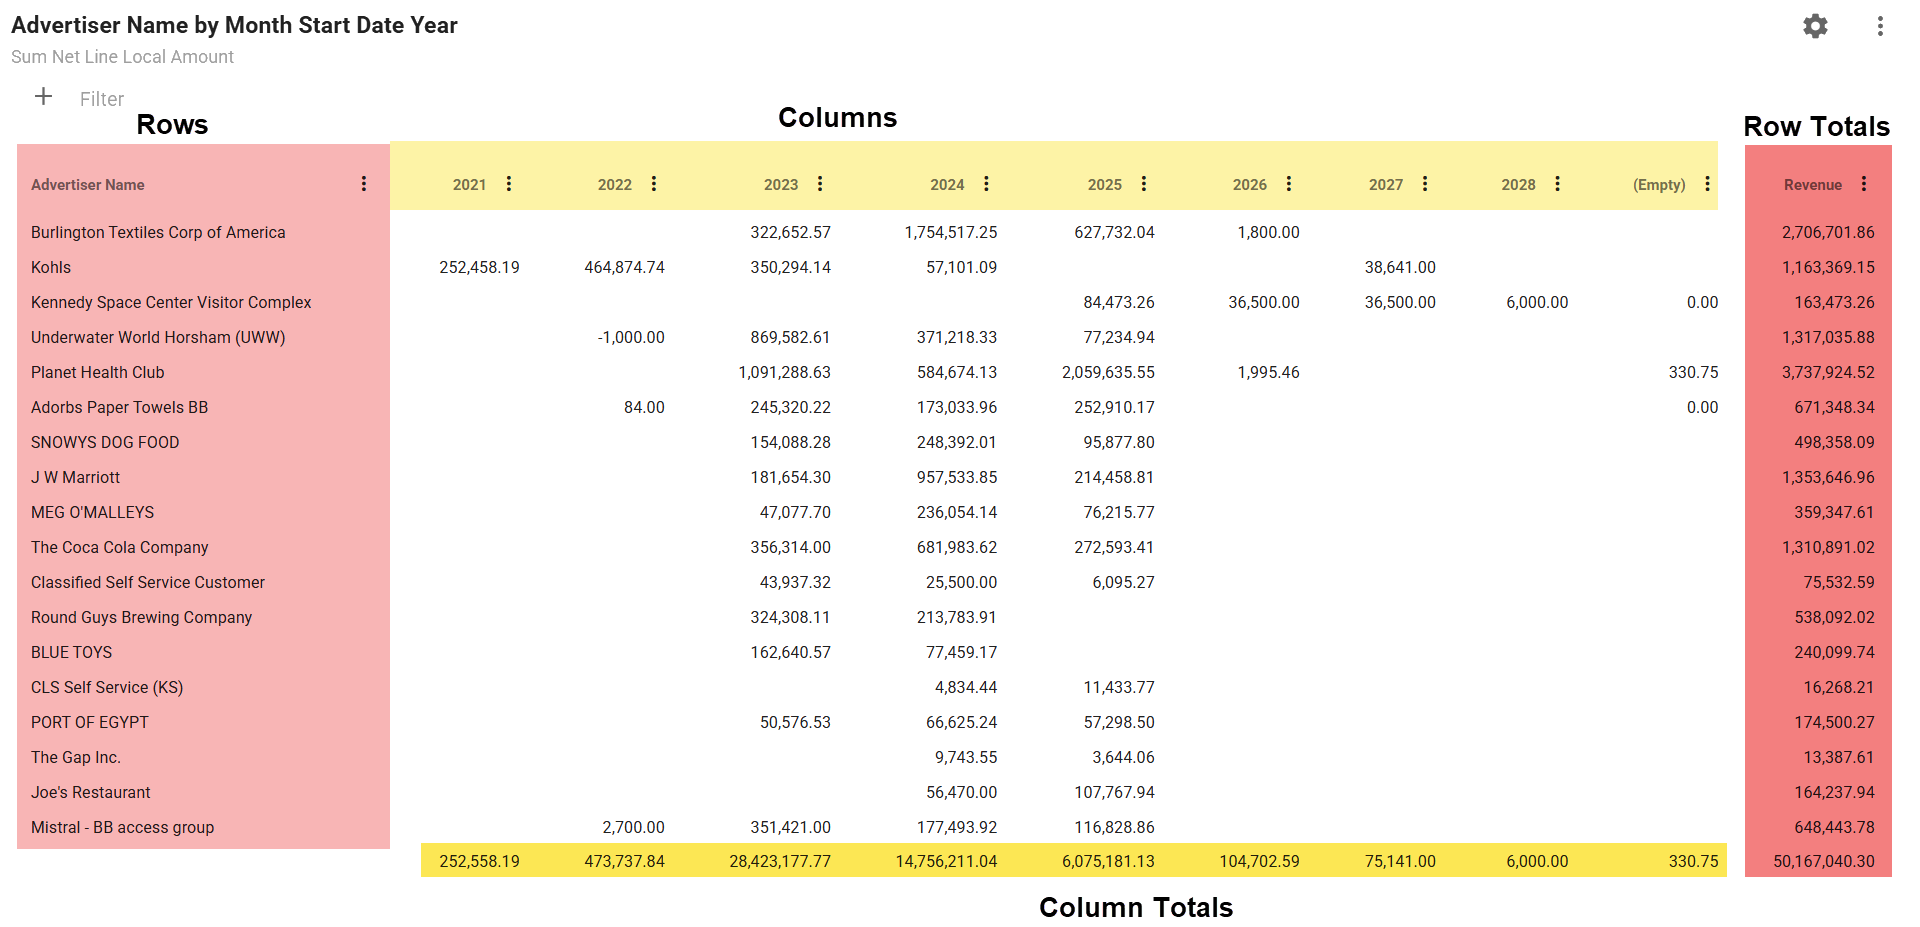 Advertiser Name by Month Start Date Year
Sum Net Line Local Amount
Filter
Rows
Columns
Row Totals
Advertiser Name 2021 2022 2023 2024 2025 2026 2027 2028 (Empty) Revenue
Burlington Textiles Corp of America 322,652.57 1,754,517.25 627,732.04 1,800.00 2,706,701.86
Kohls 252,458.19 464,874.74 350,294.14 57,101.09 38,641.00 1,163,369.15
Kennedy Space Center Visitor Complex 84,473.26 36,500.00 36,500.00 6,000.00 0.00 163,473.26
Underwater World Horsham (UWW) -1,000.00 869,582.61 371,218.33 77,234.94 1,317,035.88
Planet Health Club 1,091,288.63 584,674.13 2,059,635.55 1,995.46 330.75 3,737,924.52
Adorbs Paper Towels BB 84.00 245,320.22 173,033.96 252,910.17 0.00 671,348.34
SNOWYS DOG FOOD 154,088.28 248,392.01 95,877.80 498,358.09
J W Marriott 181,654.30 957,533.85 214,458.81 1,353,646.96
MEG O'MALLEYS 47,077.70 236,054.14 76,215.77 359,347.61
The Coca Cola Company 356,314.00 681,983.62 272,593.41 1,310,891.02
Classified Self Service Customer 43,937.32 25,500.00 6,095.27 75,532.59
Round Guys Brewing Company 324,308.11 213,783.91 538,092.02
BLUE TOYS 162,640.57 77,459.17 240,099.74
CLS Self Service (KS) 4,834.44 11,433.77 16,268.21
PORT OF EGYPT 50,576.53 66,625.24 57,298.50 174,500.27
The Gap Inc. 9,743.55 3,644.06 13,387.61
Joe's Restaurant 56,470.00 107,767.94 164,237.94
Mistral - BB access group 2,700.00 351,421.00 177,493.92 116,828.86 648,443.78
252,558.19 473,737.84 28,423,177.77 14,756,211.04 6,075,181.13 104,702.59 75,141.00 6,000.00 330.75 50,167,040.30
Column Totals